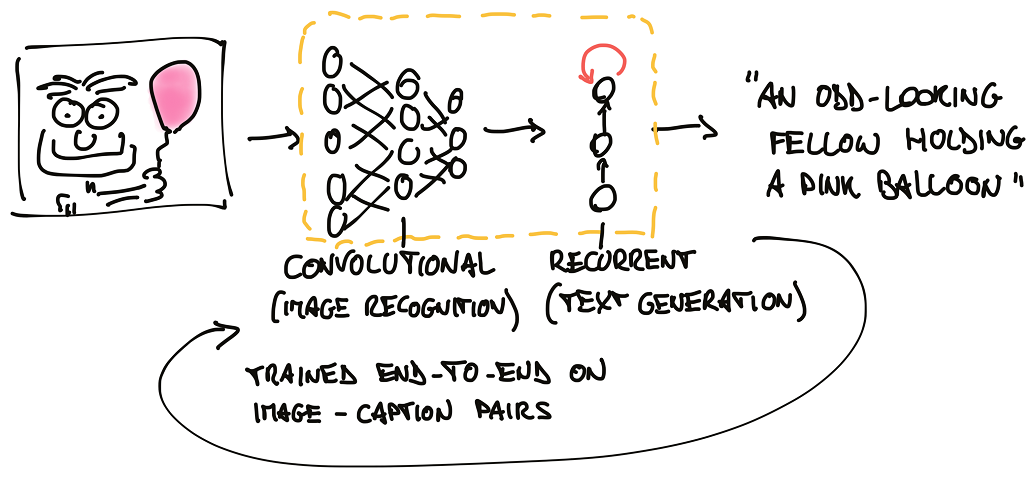 "AN ODD-LOOKING
FELLOW HOLDING
A PINK BALLOON"
CONVOLUTIONAL
(IMAGE RECOGNITION)
RECURRENT
(TEXT GENERATION)
TRAINED END-TO-END ON
IMAGE-CAPTION PAIRS